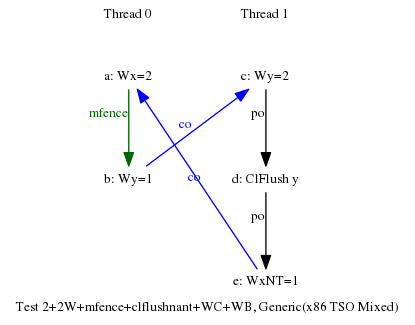 Thread 0 Thread 1
a: Wx=2 c: Wy=2
mfence po
co
co
b: Wy=1 d: ClFlush y
po
e: WxNT=1
Test 2+2W+mfence+clflushnant+WC+WB, Generic(x86 TSO Mixed)